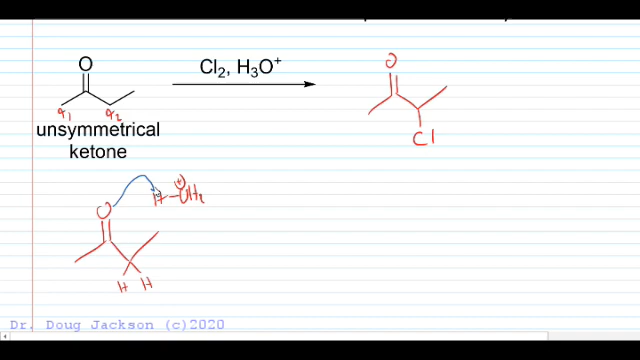 O
Cl₂, H₃O⁺
O
α1 α2
Cl
unsymmetrical
ketone
H–OH₂
+
O
H H
Dr. Doug Jackson (c)2020